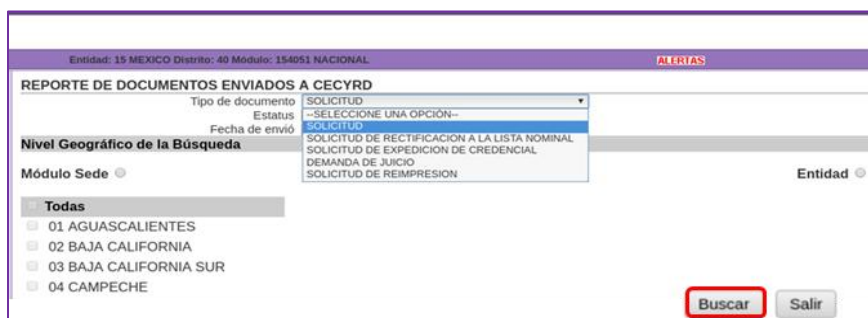 Entidad: 15 MEXICO Distrito: 40 Módulo: 154051 NACIONAL ALERTAS
REPORTE DE DOCUMENTOS ENVIADOS A CECYRD
Tipo de documento SOLICITUD
Estatus --SELECCIONE UNA OPCIÓN--
Fecha de envió SOLICITUD
SOLICITUD DE RECTIFICACION A LA LISTA NOMINAL
Nivel Geográfico de la Búsqueda SOLICITUD DE EXPEDICION DE CREDENCIAL
DEMANDA DE JUICIO
Módulo Sede SOLICITUD DE REIMPRESION Entidad
Todas
01 AGUASCALIENTES
02 BAJA CALIFORNIA
03 BAJA CALIFORNIA SUR
04 CAMPECHE
Buscar Salir